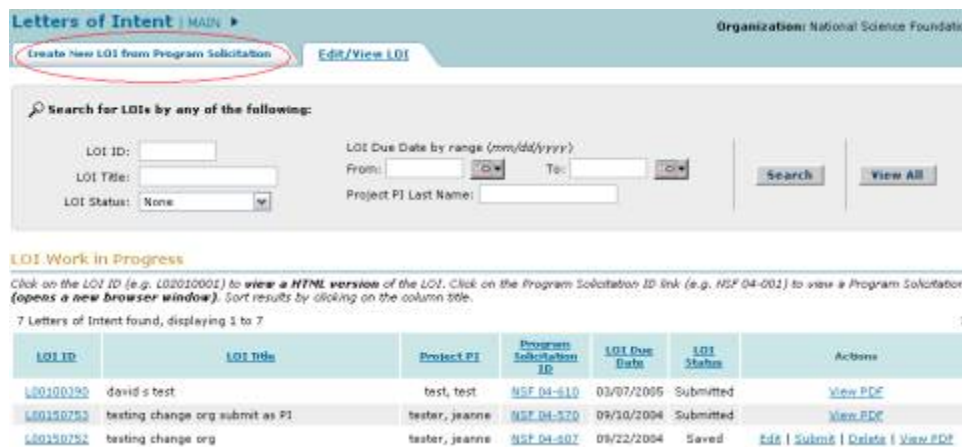 Letters of Intent | MAIN
Organization: National Science Foundatio
Create New LOI from Program Solicitation
Edit/View LOI
Search for LOIs by any of the following:
LOI ID:
LOI Title:
LOI Status: None
LOI Due Date by range (mm/dd/yyyy)
From: To:
Project PI Last Name:
Search View All
LOI Work in Progress
Click on the LOI ID (e.g. L02010001) to view a HTML version of the LOI. Click on the Program Solicitation ID link (e.g. NSF 04-001) to view a Program Solicitation
(opens a new browser window). Sort results by clicking on the column title.
7 Letters of Intent found, displaying 1 to 7
LOI ID LOI Title Project PI Program Solicitation ID LOI Due Date LOI Status Actions
L00100390 david s test test, test NSF 04-610 03/07/2005 Submitted View PDF
L00150753 testing change org submit as PI tester, jeanne NSF 04-570 09/10/2004 Submitted View PDF
L00150752 testing change org tester, jeanne NSF 04-607 09/22/2004 Saved Edit | Submit | Delete | View PDF